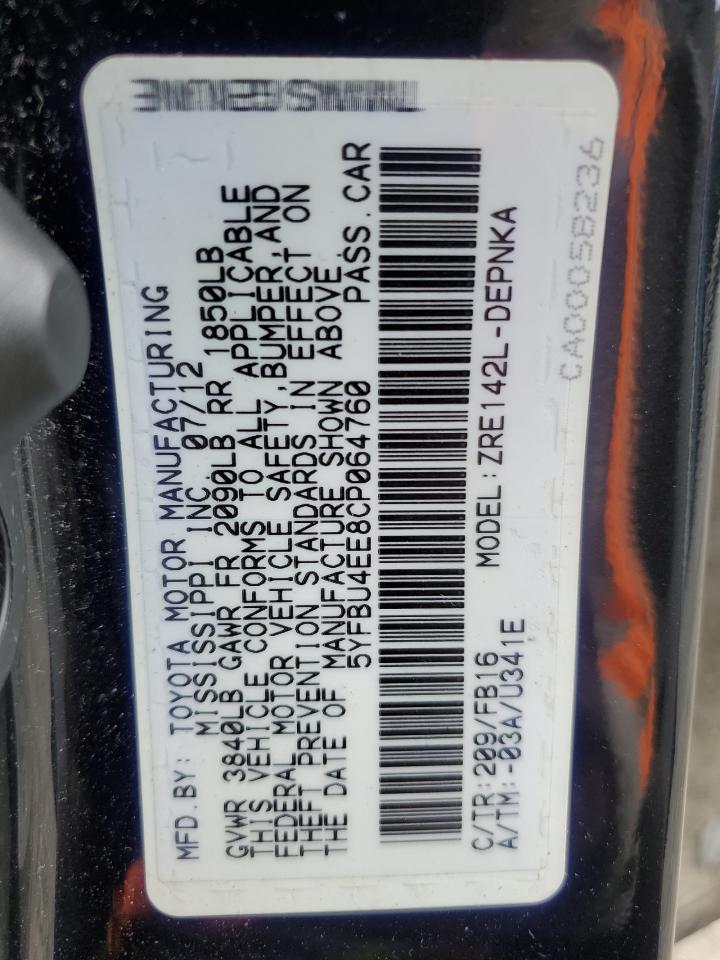 MFD.BY: TOYOTA MOTOR MANUFACTURING
MISSISSIPPI INC. 07/12
GVWR 3840LB GAWR FR 2090LB RR 1850LB
THIS VEHICLE CONFORMS TO ALL APPLICABLE
FEDERAL MOTOR VEHICLE SAFETY,BUMPER,AND
THEFT PREVENTION STANDARDS IN EFFECT ON
THE DATE OF MANUFACTURE SHOWN ABOVE.
5YFBU4EE8CP064760 PASS.CAR
MODEL:ZRE142L-DEPNKA
C/TR:209/FB16
A/TM:-03A/U341E
CA00058236